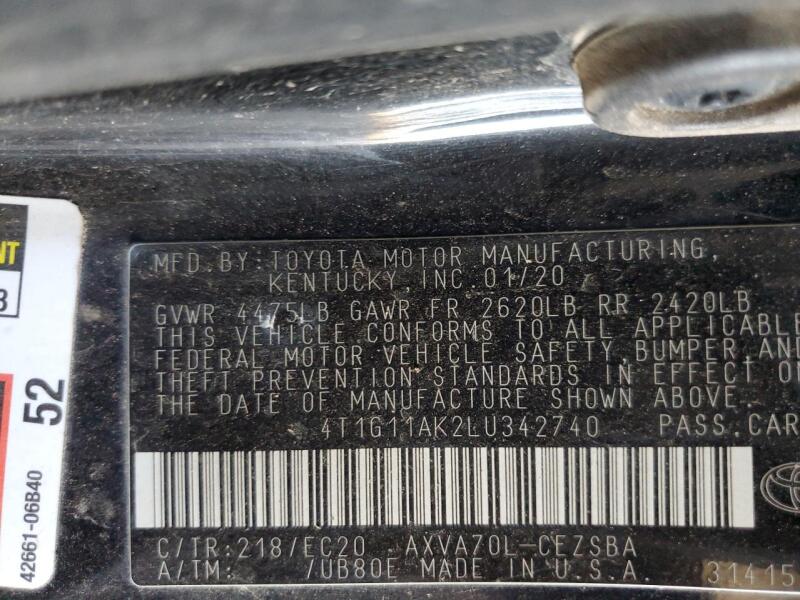 MFD.BY:TOYOTA MOTOR MANUFACTURING,
KENTUCKY,INC.01/20
GVWR 4475LB GAWR FR 2620LB RR 2420LB
THIS VEHICLE CONFORMS TO ALL APPLICABLE
FEDERAL MOTOR VEHICLE SAFETY,BUMPER,AND
THEFT PREVENTION STANDARDS IN EFFECT ON
THE DATE OF MANUFACTURE SHOWN ABOVE.
4T1G11AK2LU342740 PASS.CAR
C/TR:218/EC20 AXVA70L-CEZSBA
A/TM: /UB80E MADE IN U.S.A. 31415
52
42661-06B40